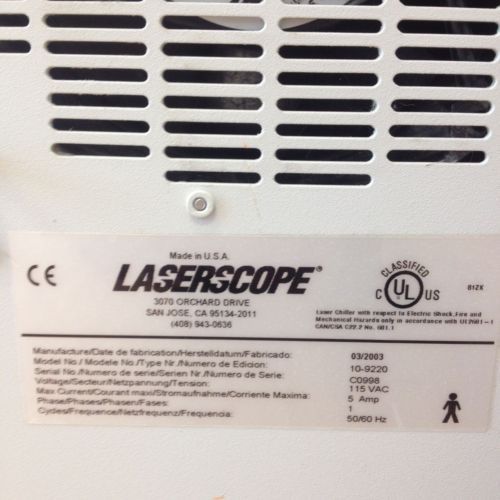 Made in U.S.A.
LASERSCOPE®
3070 ORCHARD DRIVE
SAN JOSE, CA 95134-2011
(408) 943-0636
CE
CLASSIFIED
C UL US
81ZX
Laser Chiller with respect to Electric Shock, Fire and
Mechanical Hazards only in accordance with UL2601-1
CAN/CSA C22.2 No. 601.1
Manufacture/Date de fabrication/Herstelldatum/Fabricado: 03/2003
Model No / Modele No./Typ Nr./Numero de Edicion: 10-9220
Serial No./Numero de serie/Serien Nr./Numero de Serie: C0998
Voltage/Secteur/Netzpannung/Tension: 115 VAC
Max Current/Courant maxi/Stromaufnahme/Corriente Maxima: 5 Amp
Phase/Phases/Phasen/Fases: 1
Cycles/Frequence/Netzfrequenz/Frequencia: 50/60 Hz